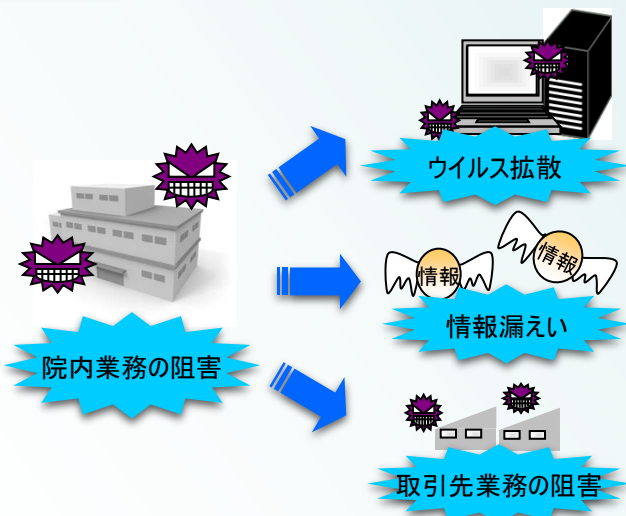 ウイルス拡散
情報
情報
情報漏えい
院内業務の阻害
取引先業務の阻害